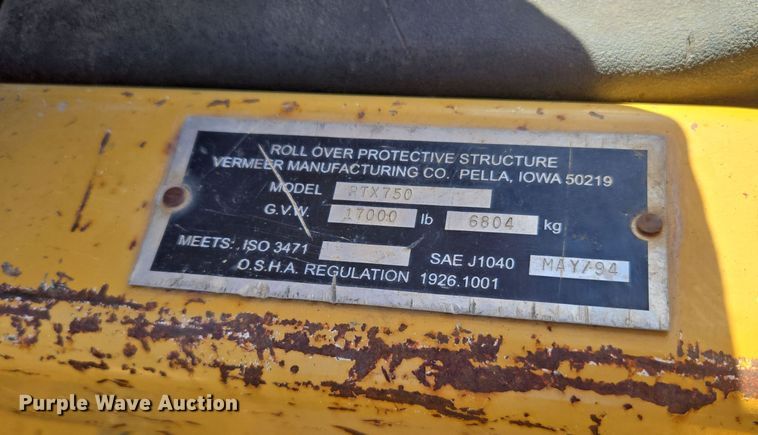 ROLL OVER PROTECTIVE STRUCTURE
VERMEER MANUFACTURING CO. PELLA, IOWA 50219
MODEL RTX750
G.V.W. 17000 lb 6804 kg
MEETS: ISO 3471 SAE J1040 MAY/94
O.S.H.A. REGULATION 1926.1001
Purple Wave Auction